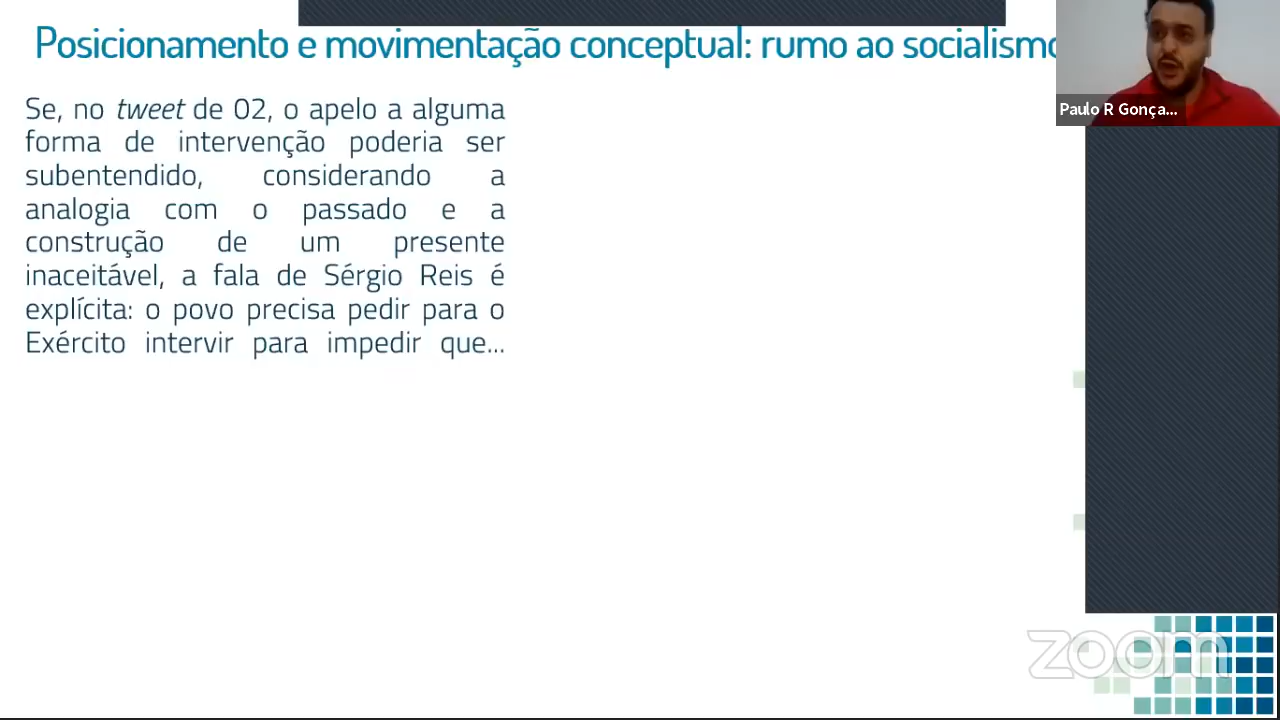 Posicionamento e movimentação conceptual: rumo ao socialismo
Paulo R Gonça...
Se, no tweet de 02, o apelo a alguma
forma de intervenção poderia ser
subentendido, considerando a
analogia com o passado e a
construção de um presente
inaceitável, a fala de Sérgio Reis é
explícita: o povo precisa pedir para o
Exército intervir para impedir que...
zoom